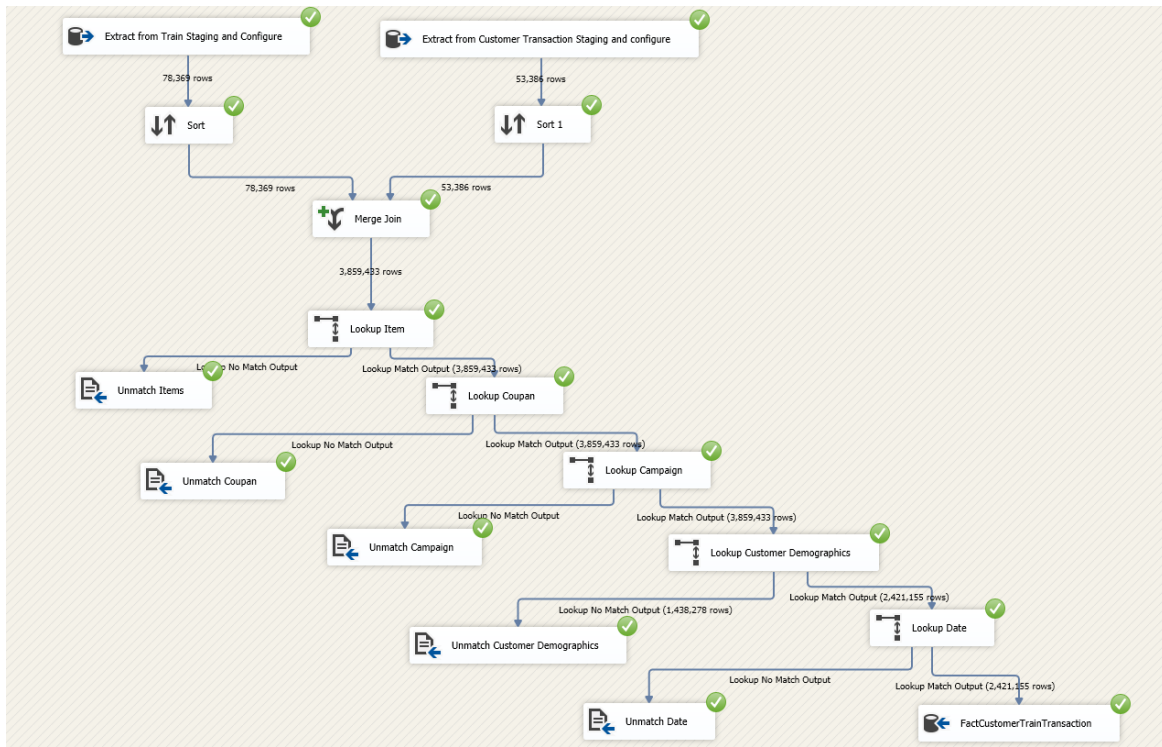 Extract from Train Staging and Configure
Extract from Customer Transaction Staging and configure
78,369 rows
53,386 rows
Sort
Sort 1
78,369 rows
53,386 rows
Merge Join
3,859,433 rows
Lookup Item
Lookup No Match Output
Lookup Match Output (3,859,433 rows)
Unmatch Items
Lookup Coupan
Lookup No Match Output
Lookup Match Output (3,859,433 rows)
Unmatch Coupan
Lookup Campaign
Lookup No Match Output
Lookup Match Output (3,859,433 rows)
Unmatch Campaign
Lookup Customer Demographics
Lookup No Match Output (1,438,278 rows)
Lookup Match Output (2,421,155 rows)
Unmatch Customer Demographics
Lookup Date
Lookup No Match Output
Lookup Match Output (2,421,155 rows)
Unmatch Date
FactCustomerTrainTransaction